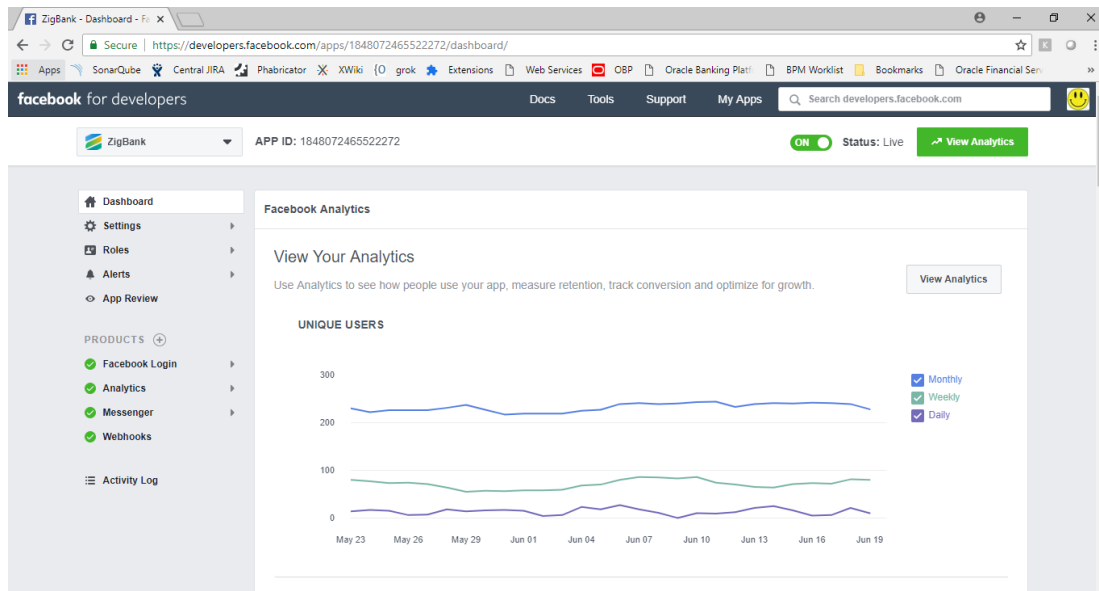 ZigBank - Dashboard - Fa
Secure | https://developers.facebook.com/apps/1848072465522272/dashboard/
Apps SonarQube Central JIRA Phabricator XWiki {O grok Extensions Web Services OBP Oracle Banking Platf BPM Worklist Bookmarks Oracle Financial Serv »
facebook for developers Docs Tools Support My Apps Search developers.facebook.com
ZigBank APP ID: 1848072465522272 ON Status: Live View Analytics
Dashboard
Settings
Roles
Alerts
App Review
PRODUCTS
Facebook Login
Analytics
Messenger
Webhooks
Activity Log
Facebook Analytics
View Your Analytics
Use Analytics to see how people use your app, measure retention, track conversion and optimize for growth.
View Analytics
UNIQUE USERS
300
200
100
0
May 23 May 26 May 29 Jun 01 Jun 04 Jun 07 Jun 10 Jun 13 Jun 16 Jun 19
Monthly
Weekly
Daily